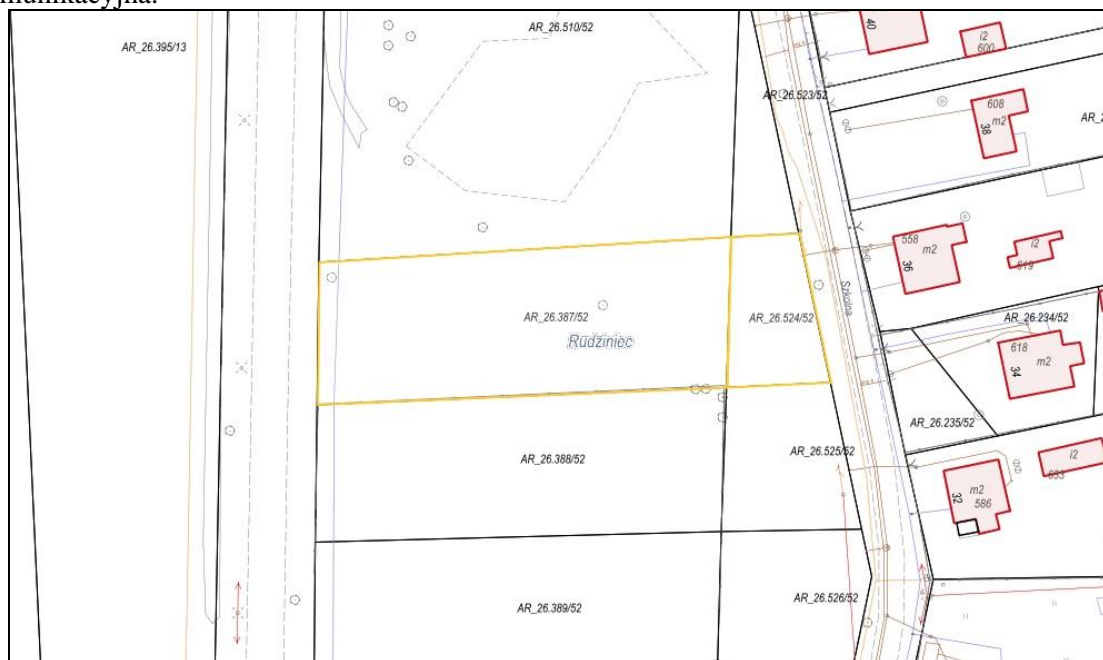 AR_26.395/13
AR_26.510/52
40
i2
600
AR_26.523/52
608
m2
38
558
m2
36
i2
619
AR_26.387/52
AR_26.524/52
Szkolna
Rudziniec
AR_26.234/52
618
m2
34
AR_26.235/52
AR_26.388/52
AR_26.525/52
i2
m2
32
586
AR_26.389/52
AR_26.526/52